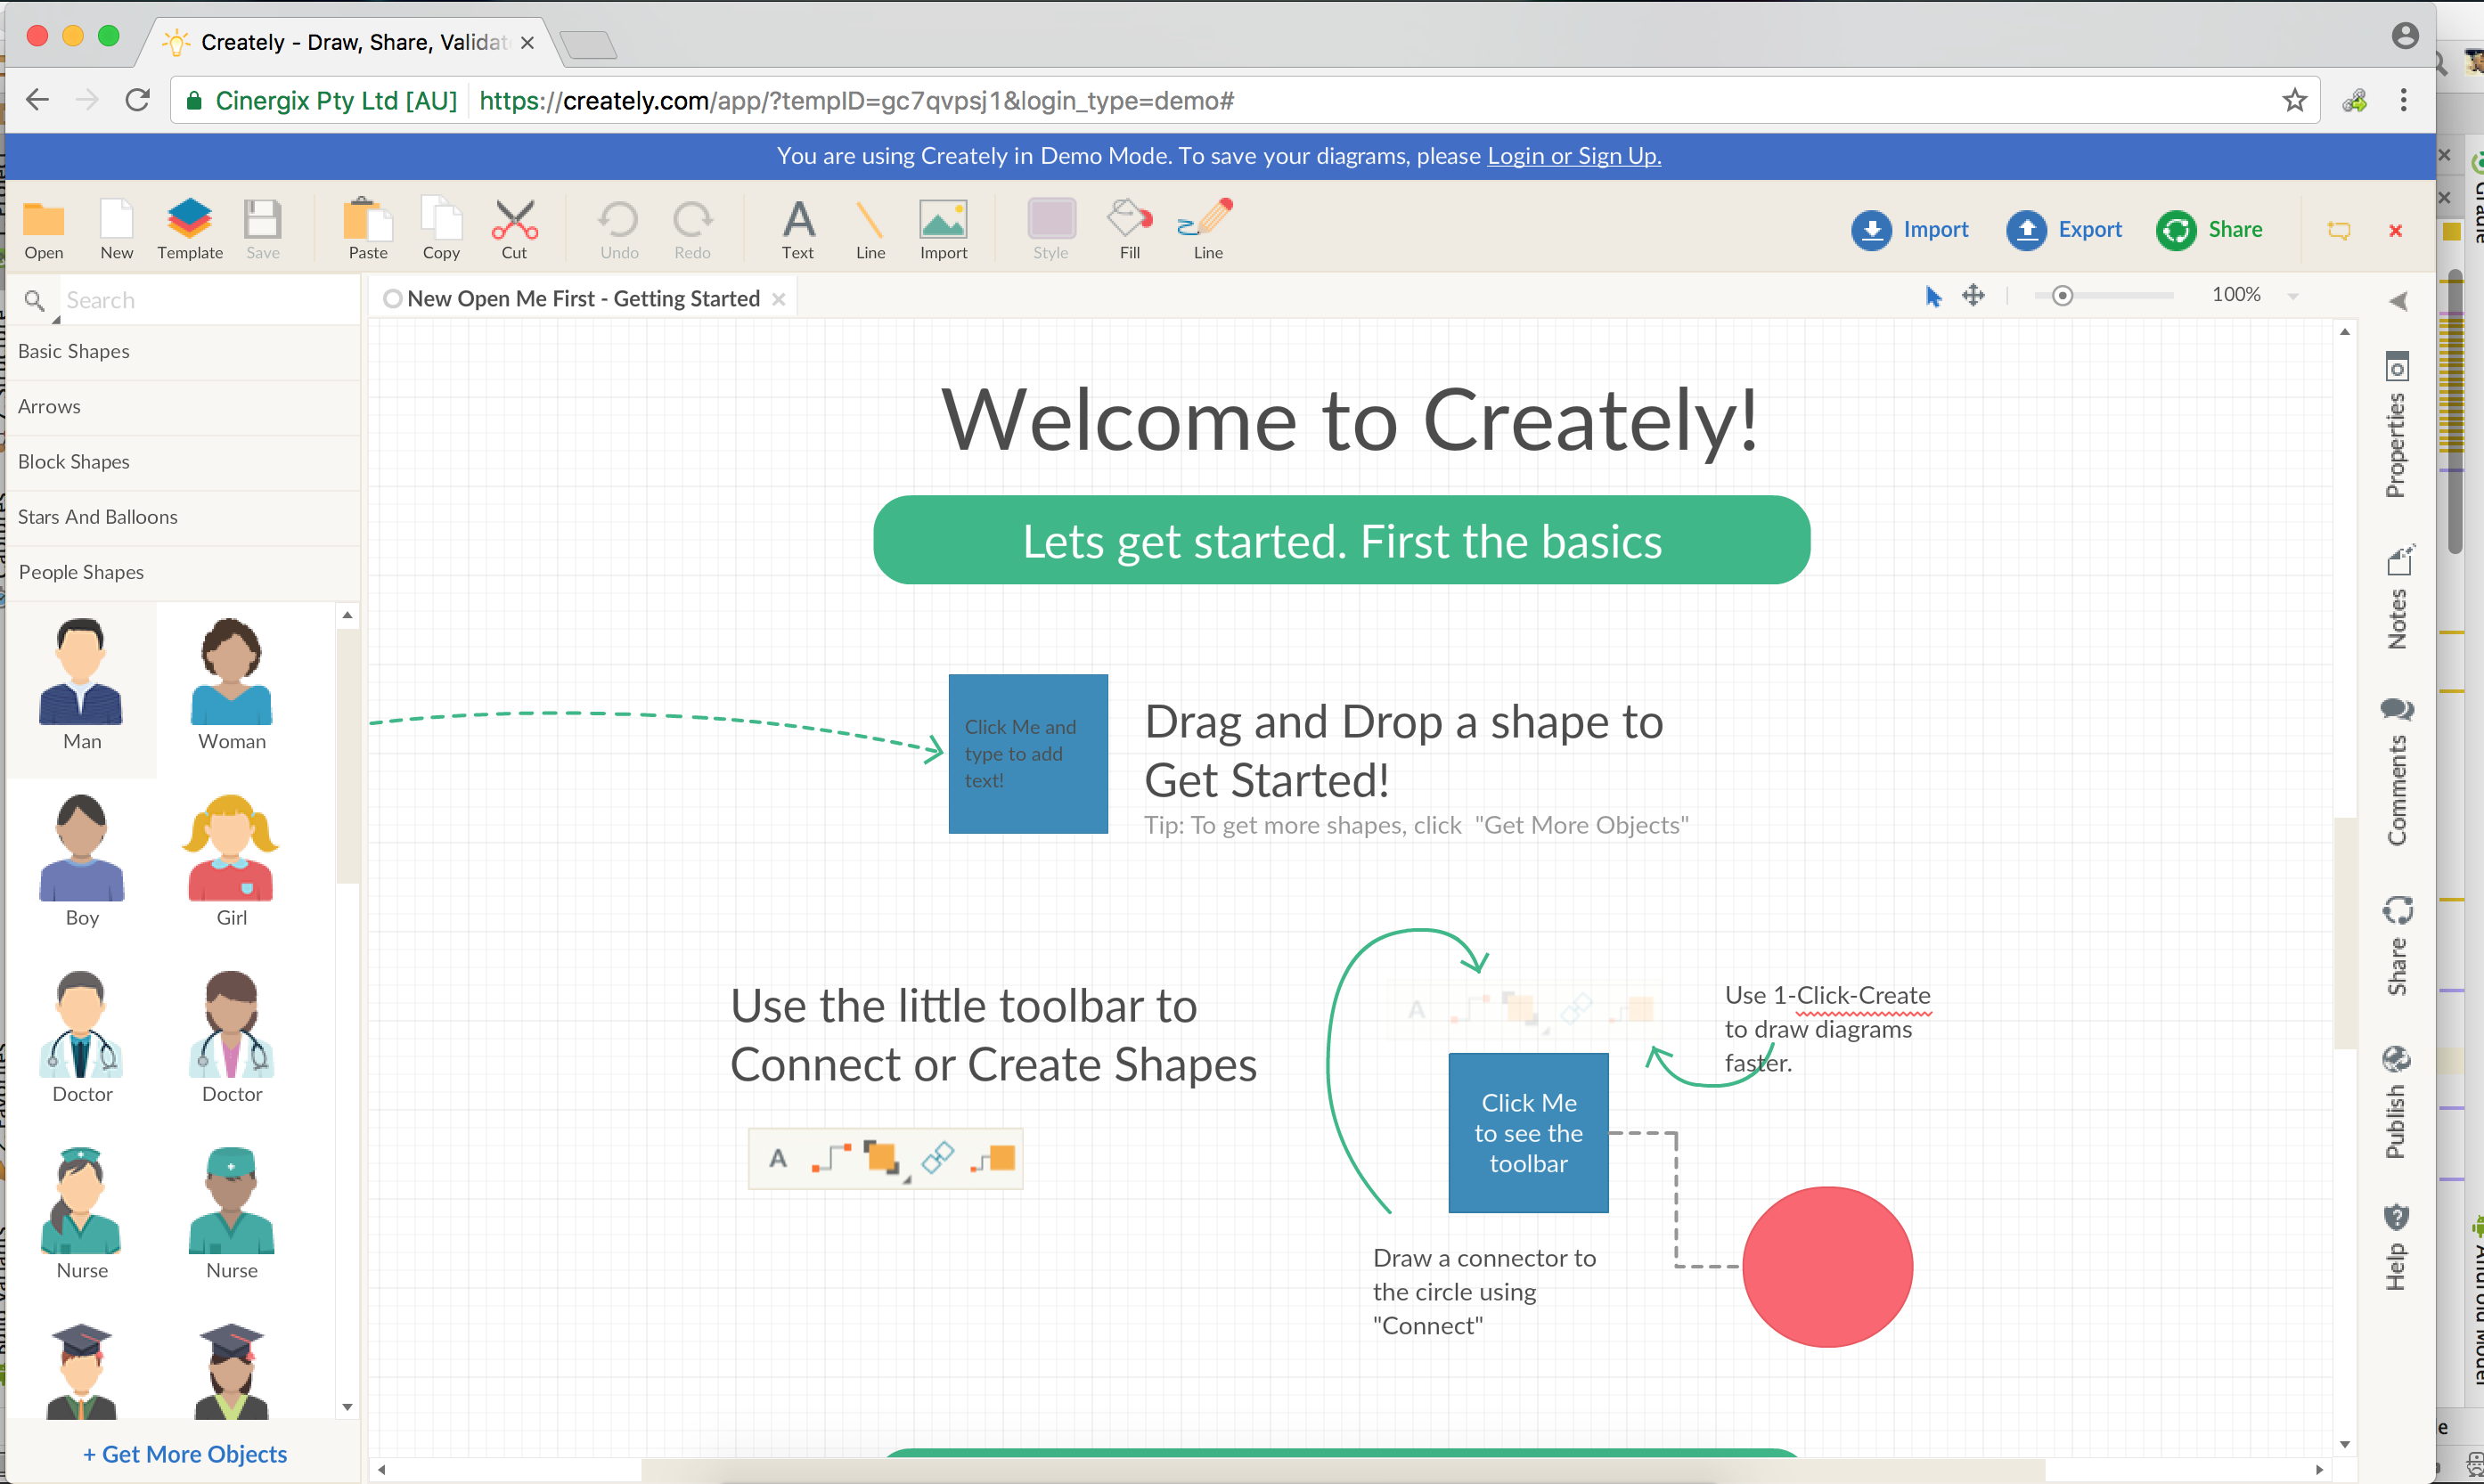 Creately - Draw, Share, Validat
Cinergix Pty Ltd [AU]
https://creately.com/app/?tempID=gc7qvpsj1&login_type=demo#
You are using Creately in Demo Mode. To save your diagrams, please Login or Sign Up.
Open
New
Template
Save
Paste
Copy
Cut
Undo
Redo
A
Text
Line
Import
Style
Fill
Line
Import
Export
Share
Search
New Open Me First - Getting Started
100%
Basic Shapes
Arrows
Block Shapes
Stars And Balloons
People Shapes
Man
Woman
Boy
Girl
Doctor
Doctor
Nurse
Nurse
+ Get More Objects
Welcome to Creately!
Lets get started. First the basics
Click Me and
type to add
text!
Drag and Drop a shape to
Get Started!
Tip: To get more shapes, click "Get More Objects"
Use the little toolbar to
Connect or Create Shapes
A
A
Use 1-Click-Create
to draw diagrams
faster.
Click Me
to see the
toolbar
Draw a connector to
the circle using
"Connect"
Properties
Notes
Comments
Share
Publish
Help
Gradle
Android Model